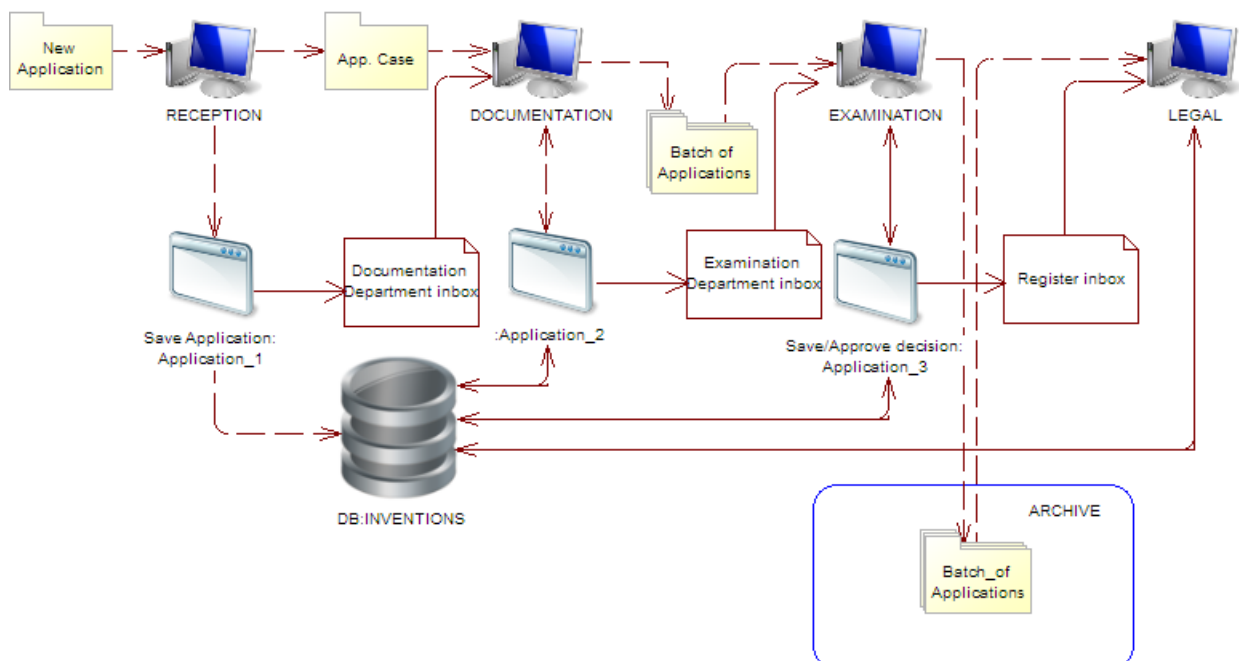 New
Application
App. Case
RECEPTION
DOCUMENTATION
EXAMINATION
LEGAL
Batch of
Applications
Documentation
Department inbox
Examination
Department inbox
Register inbox
Save Application:
Application_1
:Application_2
Save/Approve decision:
Application_3
DB:INVENTIONS
ARCHIVE
Batch_of
Applications